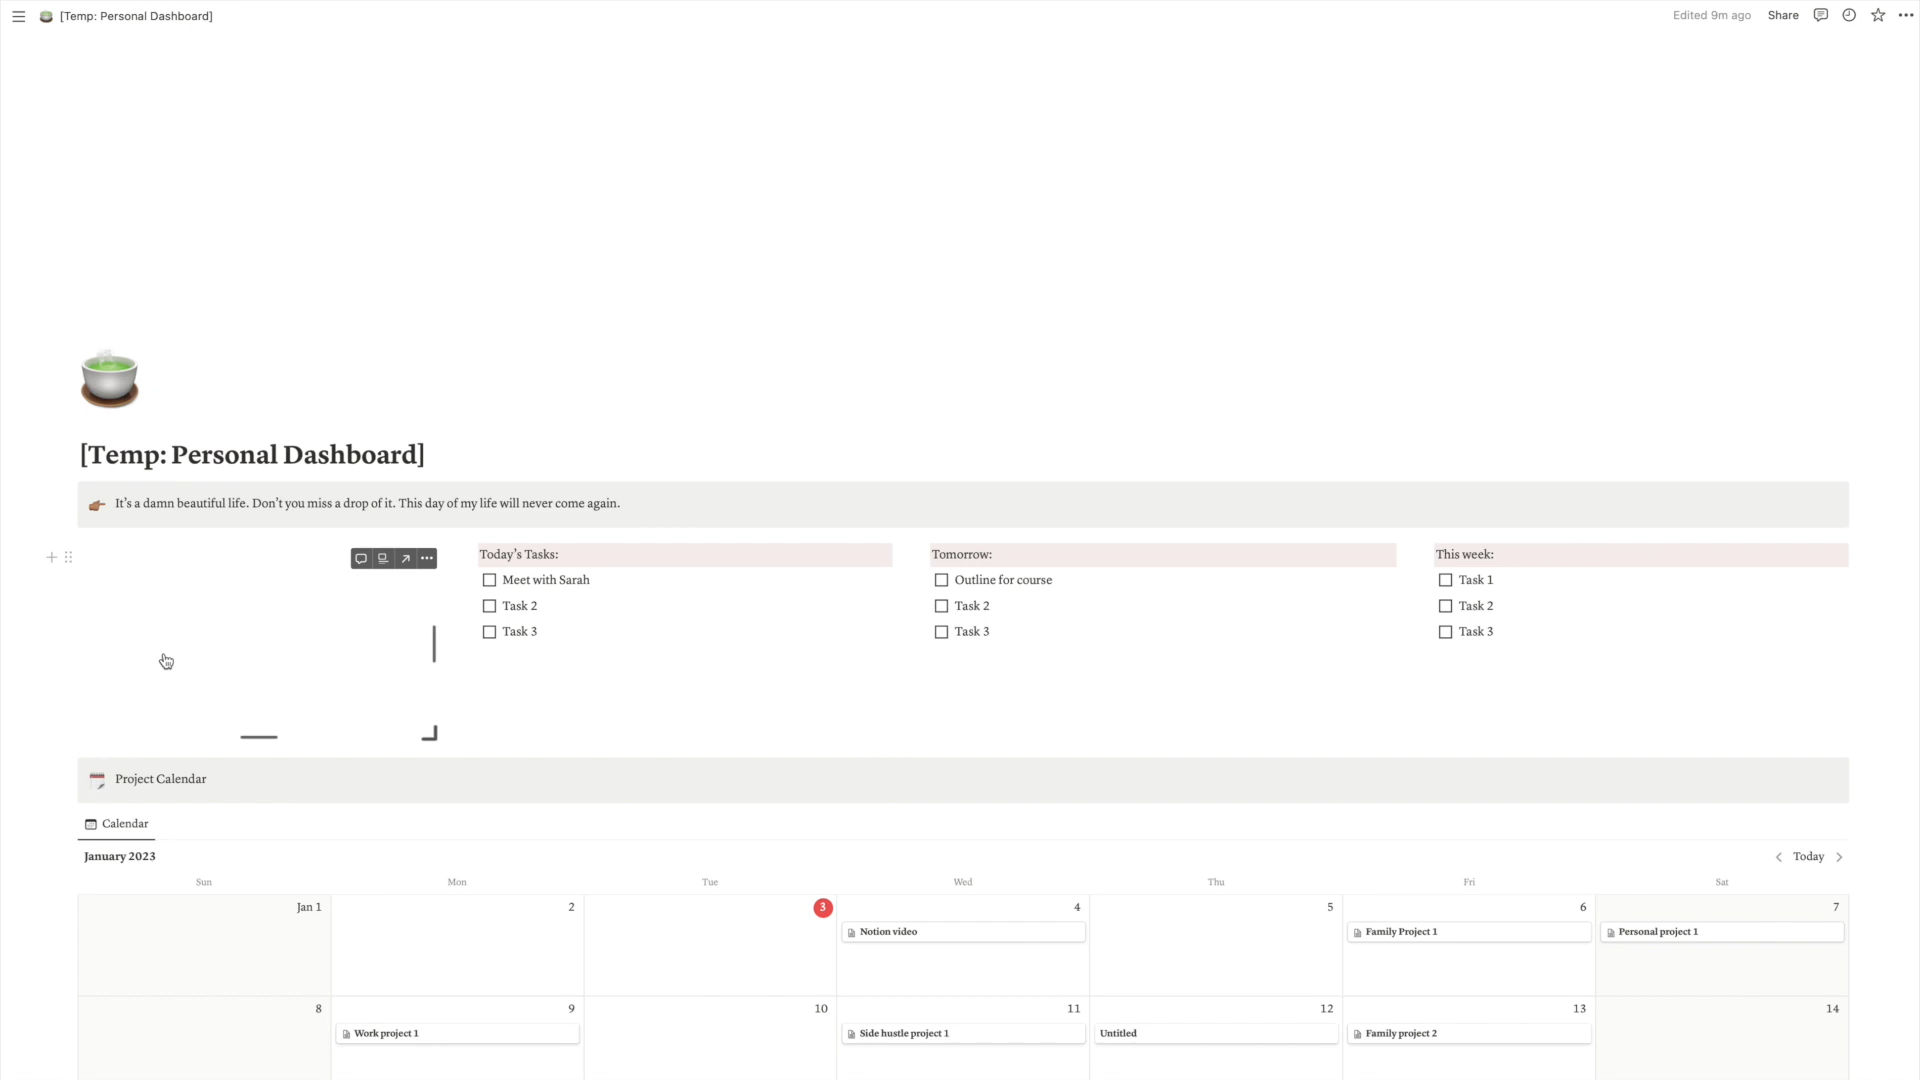 [Temp: Personal Dashboard]
Edited 9m ago
Share
[Temp: Personal Dashboard]
It’s a damn beautiful life. Don’t you miss a drop of it. This day of my life will never come again.
Today’s Tasks:
Meet with Sarah
Task 2
Task 3
Tomorrow:
Outline for course
Task 2
Task 3
This week:
Task 1
Task 2
Task 3
Project Calendar
Calendar
January 2023
Today
Sun Mon Tue Wed Thu Fri Sat
Jan 1 2 3 4 5 6 7
Notion video Family Project 1 Personal project 1
8 9 10 11 12 13 14
Work project 1 Side hustle project 1 Untitled Family project 2